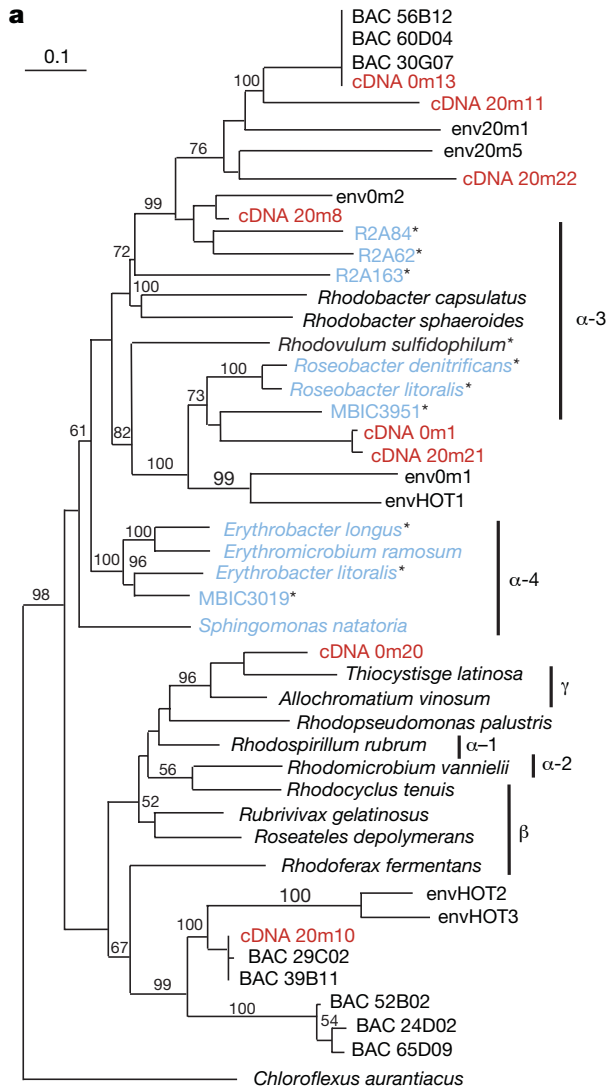 a
0.1
BAC 56B12
BAC 60D04
BAC 30G07
cDNA 0m13
100
cDNA 20m11
env20m1
76
env20m5
cDNA 20m22
env0m2
99
cDNA 20m8
R2A84*
72
R2A62*
R2A163*
100
Rhodobacter capsulatus
Rhodobacter sphaeroides
α-3
Rhodovulum sulfidophilum*
100
Roseobacter denitrificans*
Roseobacter litoralis*
73
MBIC3951*
61
82
cDNA 0m1
cDNA 20m21
100
99
env0m1
envHOT1
100
Erythrobacter longus*
Erythromicrobium ramosum
100
96
Erythrobacter litoralis*
α-4
98
MBIC3019*
Sphingomonas natatoria
cDNA 0m20
96
Thiocystisge latinosa
γ
Allochromatium vinosum
Rhodopseudomonas palustris
Rhodospirillum rubrum
α–1
56
Rhodomicrobium vannielii
α-2
Rhodocyclus tenuis
52
Rubrivivax gelatinosus
β
Roseateles depolymerans
Rhodoferax fermentans
100
envHOT2
envHOT3
100
cDNA 20m10
67
BAC 29C02
99
BAC 39B11
100
BAC 52B02
54
BAC 24D02
BAC 65D09
Chloroflexus aurantiacus